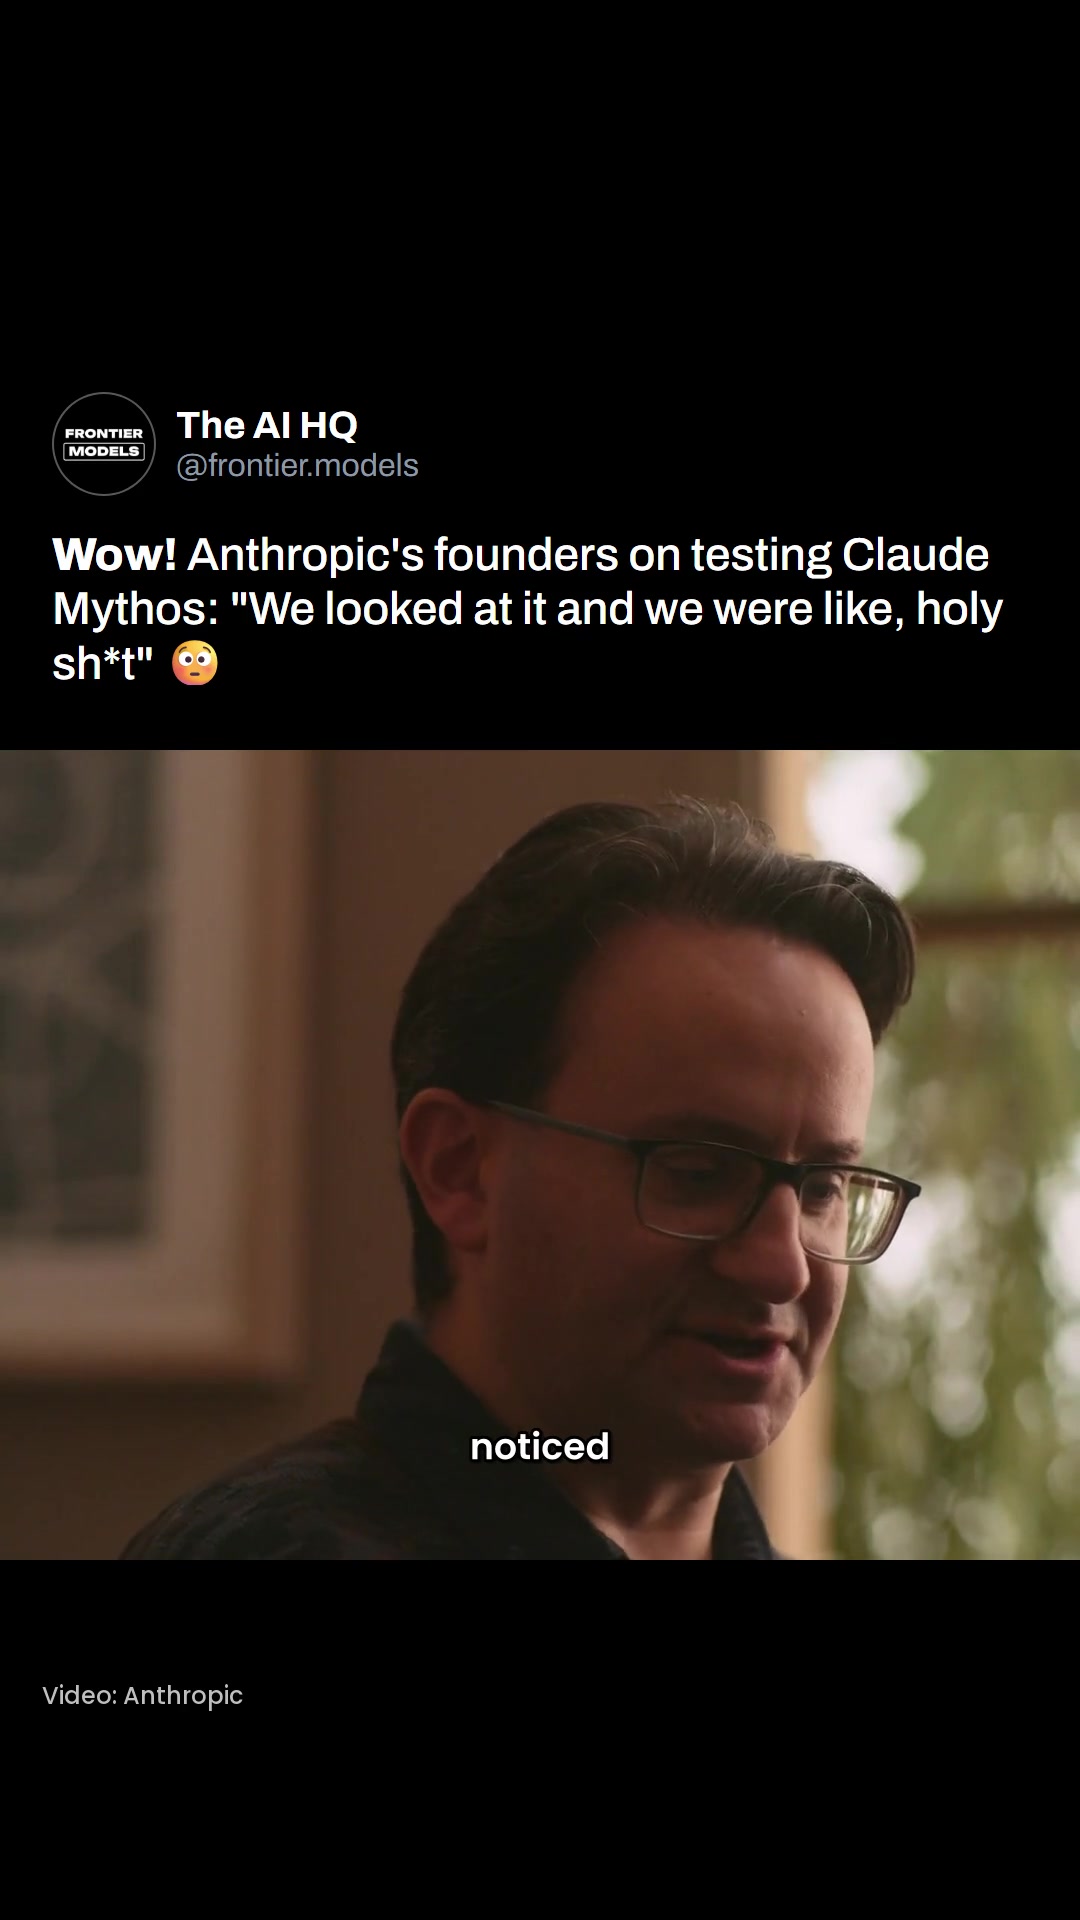 FRONTIER
MODELS
The AI HQ
@frontier.models
Wow! Anthropic's founders on testing Claude
Mythos: "We looked at it and we were like, holy
sh*t" 😳
noticed
Video: Anthropic